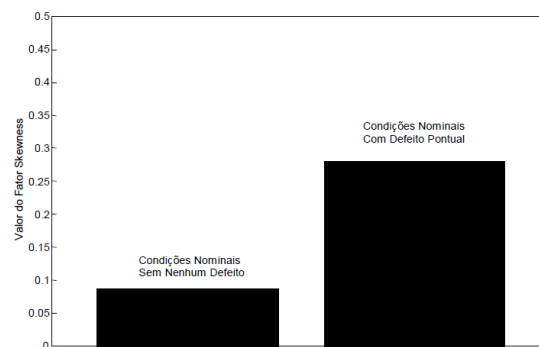 0.5
0.45
0.4
0.35
0.3
0.25
0.2
0.15
0.1
0.05
0
Valor do Fator Skewness
Condições Nominais
Sem Nenhum Defeito
Condições Nominais
Com Defeito Pontual